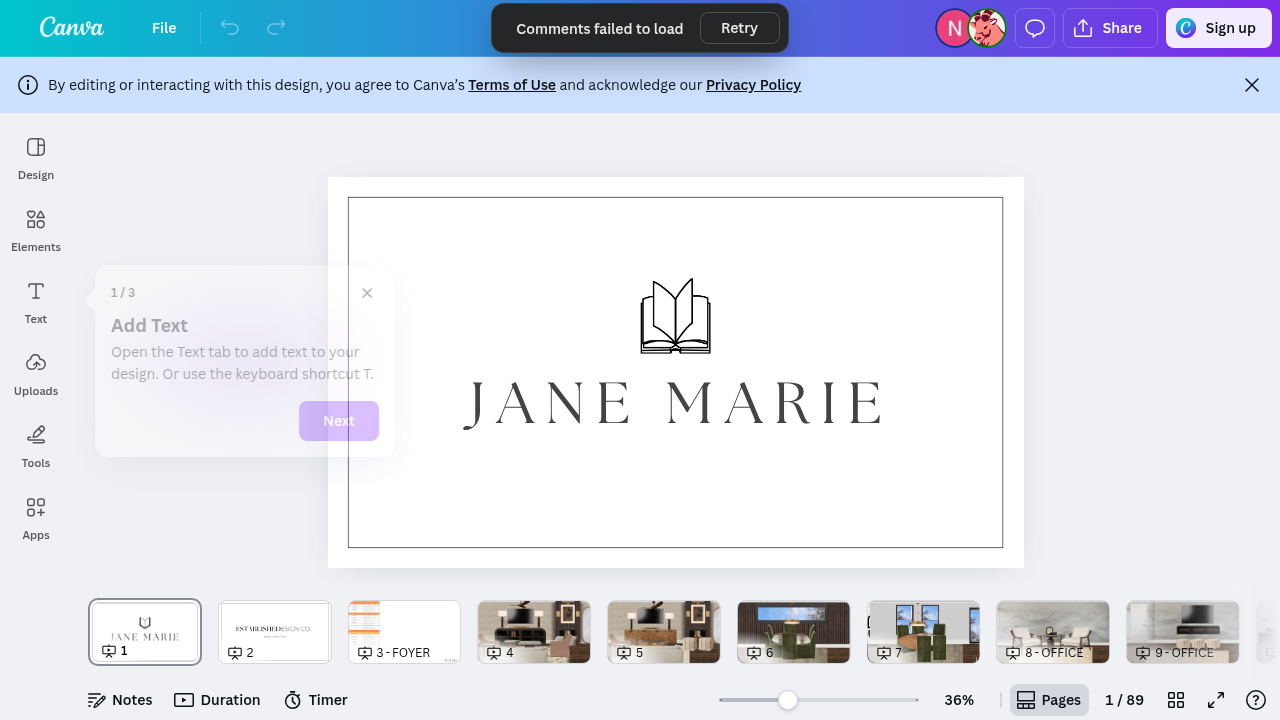 Canva
File
Comments failed to load
Retry
N
Share
Sign up
By editing or interacting with this design, you agree to Canva’s Terms of Use and acknowledge our Privacy Policy
Design
Elements
Text
Uploads
Tools
Apps
1 / 3
Add Text
Open the Text tab to add text to your
design. Or use the keyboard shortcut T.
Next
JANE MARIE
JANE MARIE
1
ESTABLISHED DESIGN CO.
2
3 - FOYER
4
5
6
7
8 - OFFICE
9 - OFFICE
Notes
Duration
Timer
36%
Pages
1 / 89